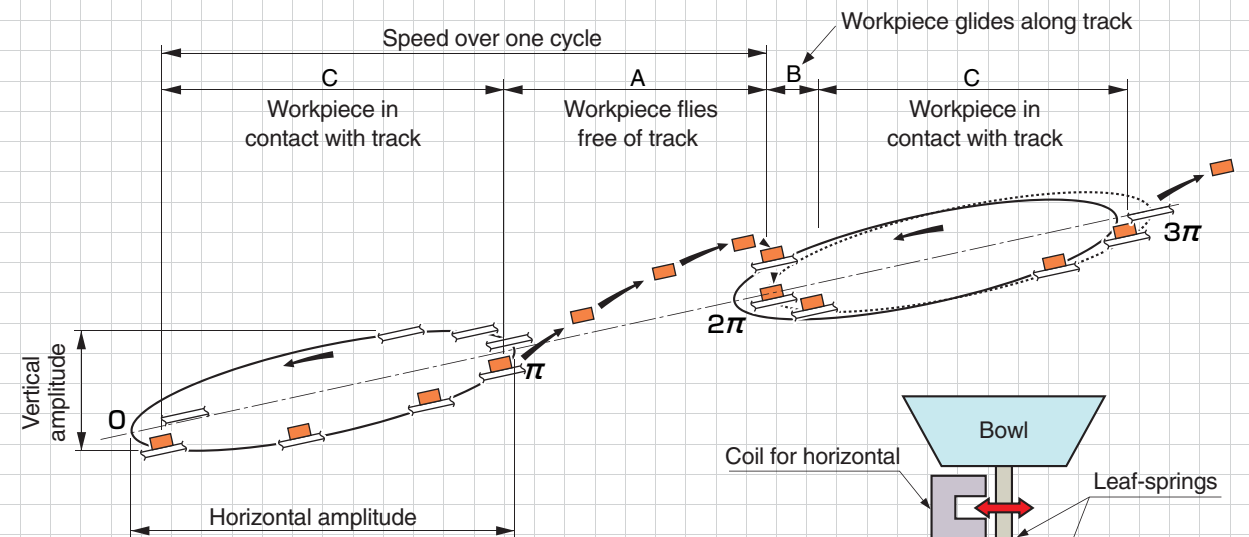 Workpiece glides along track
Speed over one cycle
C
A
B
C
Workpiece in
contact with track
Workpiece flies
free of track
Workpiece in
contact with track
3π
2π
π
Vertical
amplitude
0
Horizontal amplitude
Bowl
Coil for horizontal
Leaf-springs